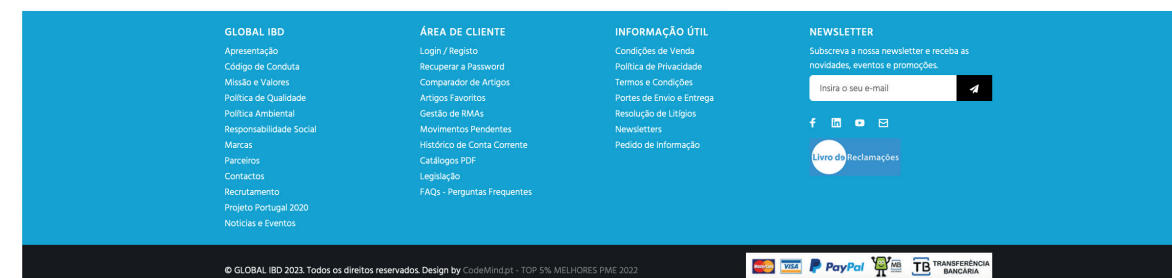 GLOBAL IBD
Apresentação
Código de Conduta
Missão e Valores
Política de Qualidade
Política Ambiental
Responsabilidade Social
Marcas
Parceiros
Contactos
Recrutamento
Projeto Portugal 2020
Noticias e Eventos
ÁREA DE CLIENTE
Login / Registo
Recuperar a Password
Comparador de Artigos
Artigos Favoritos
Gestão de RMAs
Movimentos Pendentes
Histórico de Conta Corrente
Catálogos PDF
Legislação
FAQs - Perguntas Frequentes
INFORMAÇÃO ÚTIL
Condições de Venda
Política de Privacidade
Termos e Condições
Portes de Envio e Entrega
Resolução de Litígios
Newsletters
Pedido de Informação
NEWSLETTER
Subscreva a nossa newsletter e receba as
novidades, eventos e promoções.
Insira o seu e-mail
Livro de Reclamações
© GLOBAL IBD 2023. Todos os direitos reservados. Design by CodeMind.pt - TOP 5% MELHORES PME 2022
MasterCard
VISA
PayPal
MB
TB TRANSFERÊNCIA
BANCÁRIA